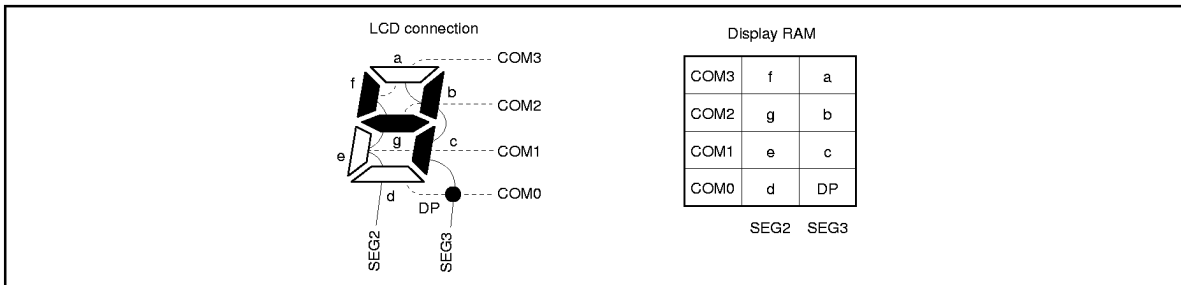 LCD connection
a
f
b
g
e
c
d
DP
COM3
COM2
COM1
COM0
SEG2
SEG3
Display RAM
COM3 f a
COM2 g b
COM1 e c
COM0 d DP
SEG2 SEG3